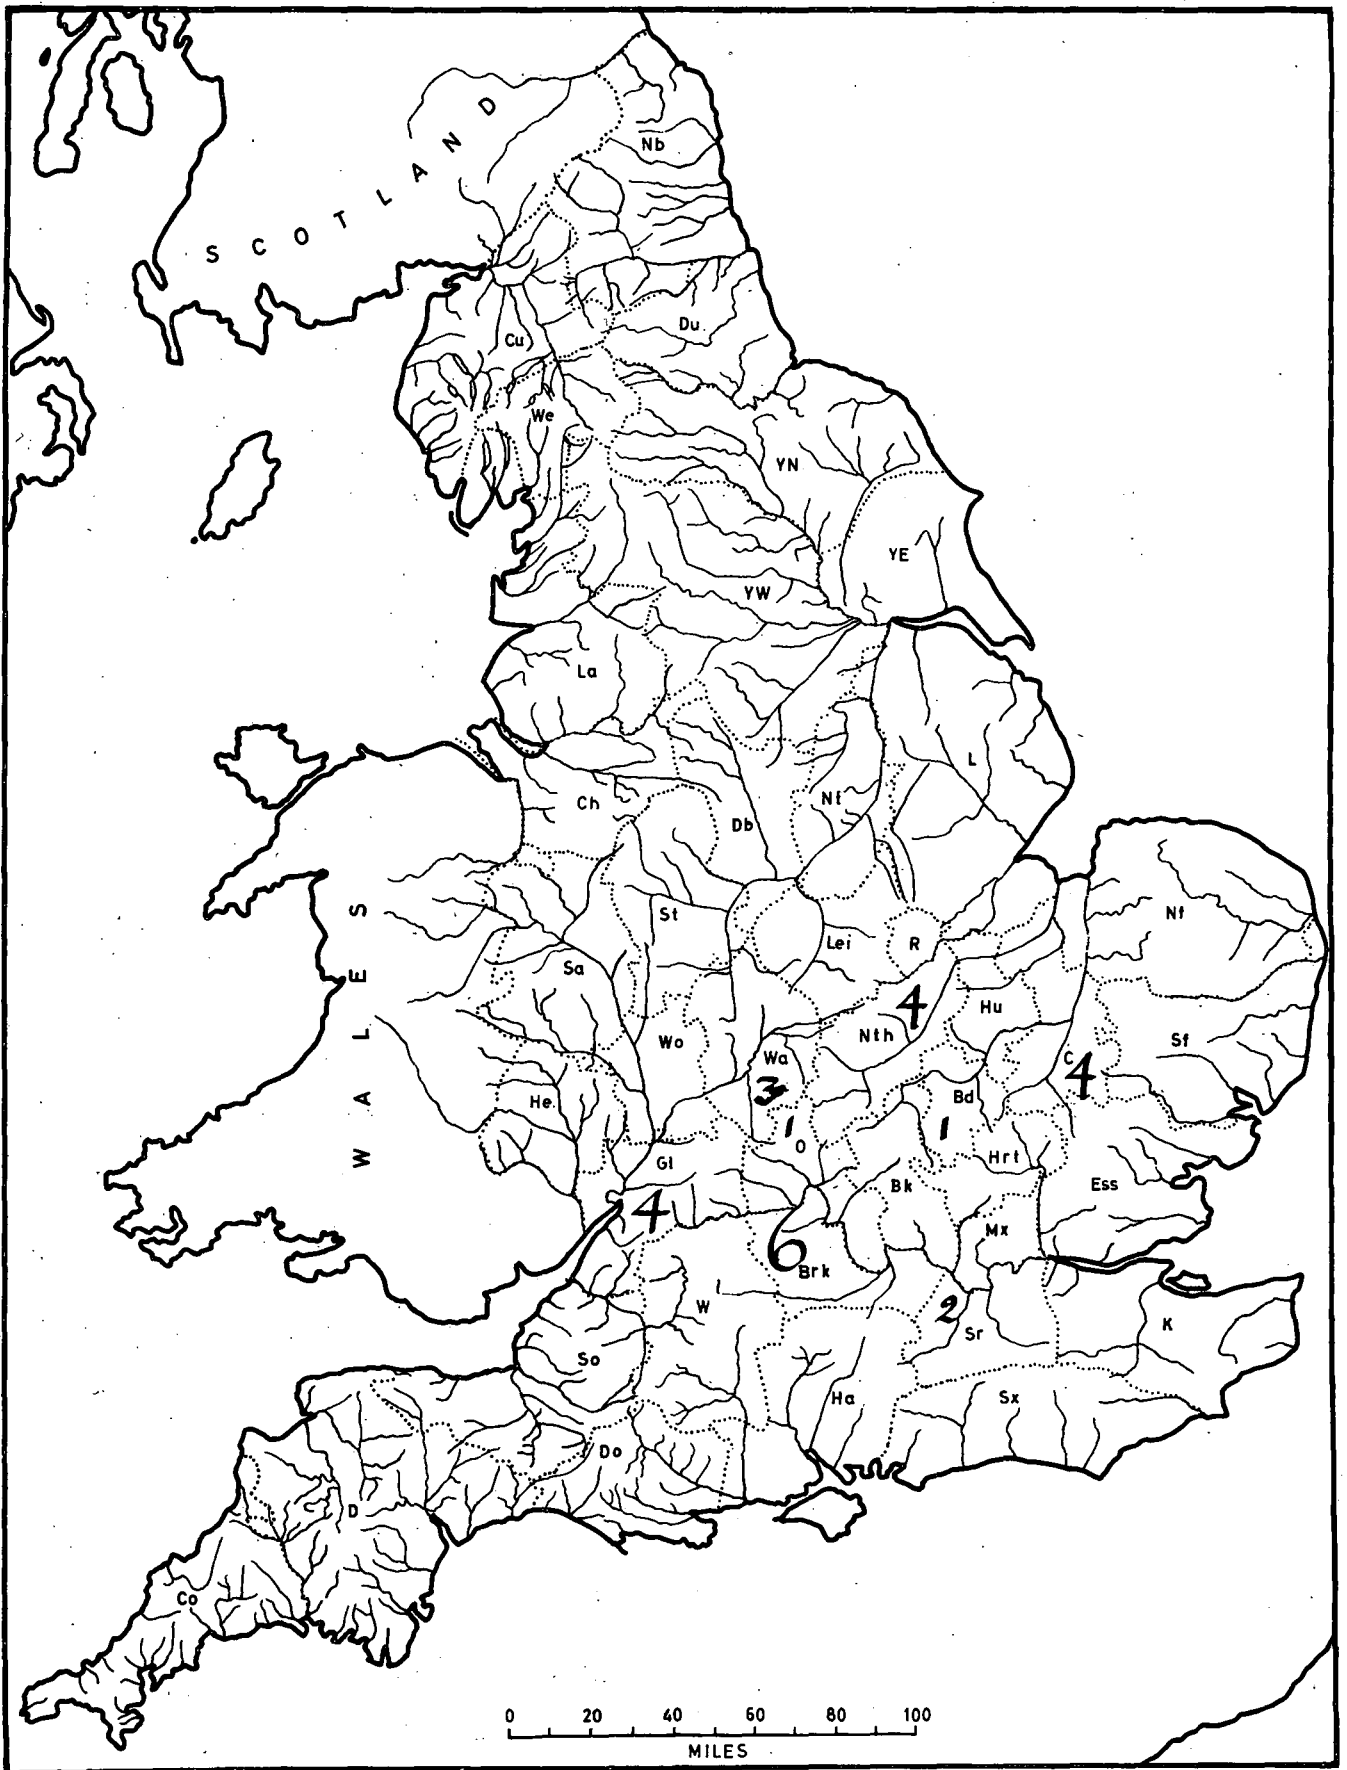 SCOTLAND
Nb
Du
Cu
We
YN
YE
YW
La
L
Ch
Db
Nt
WALES
St
Lei
R
Nf
Sa
4
Hu
Wo
Nth
Wa
C
4
Sf
3
He
Bd
1
1
O
Hrt
Gl
Bk
Ess
4
Mx
6
Brk
W
2
Sr
K
So
Ha
Sx
Do
D
Co
0 20 40 60 80 100
MILES